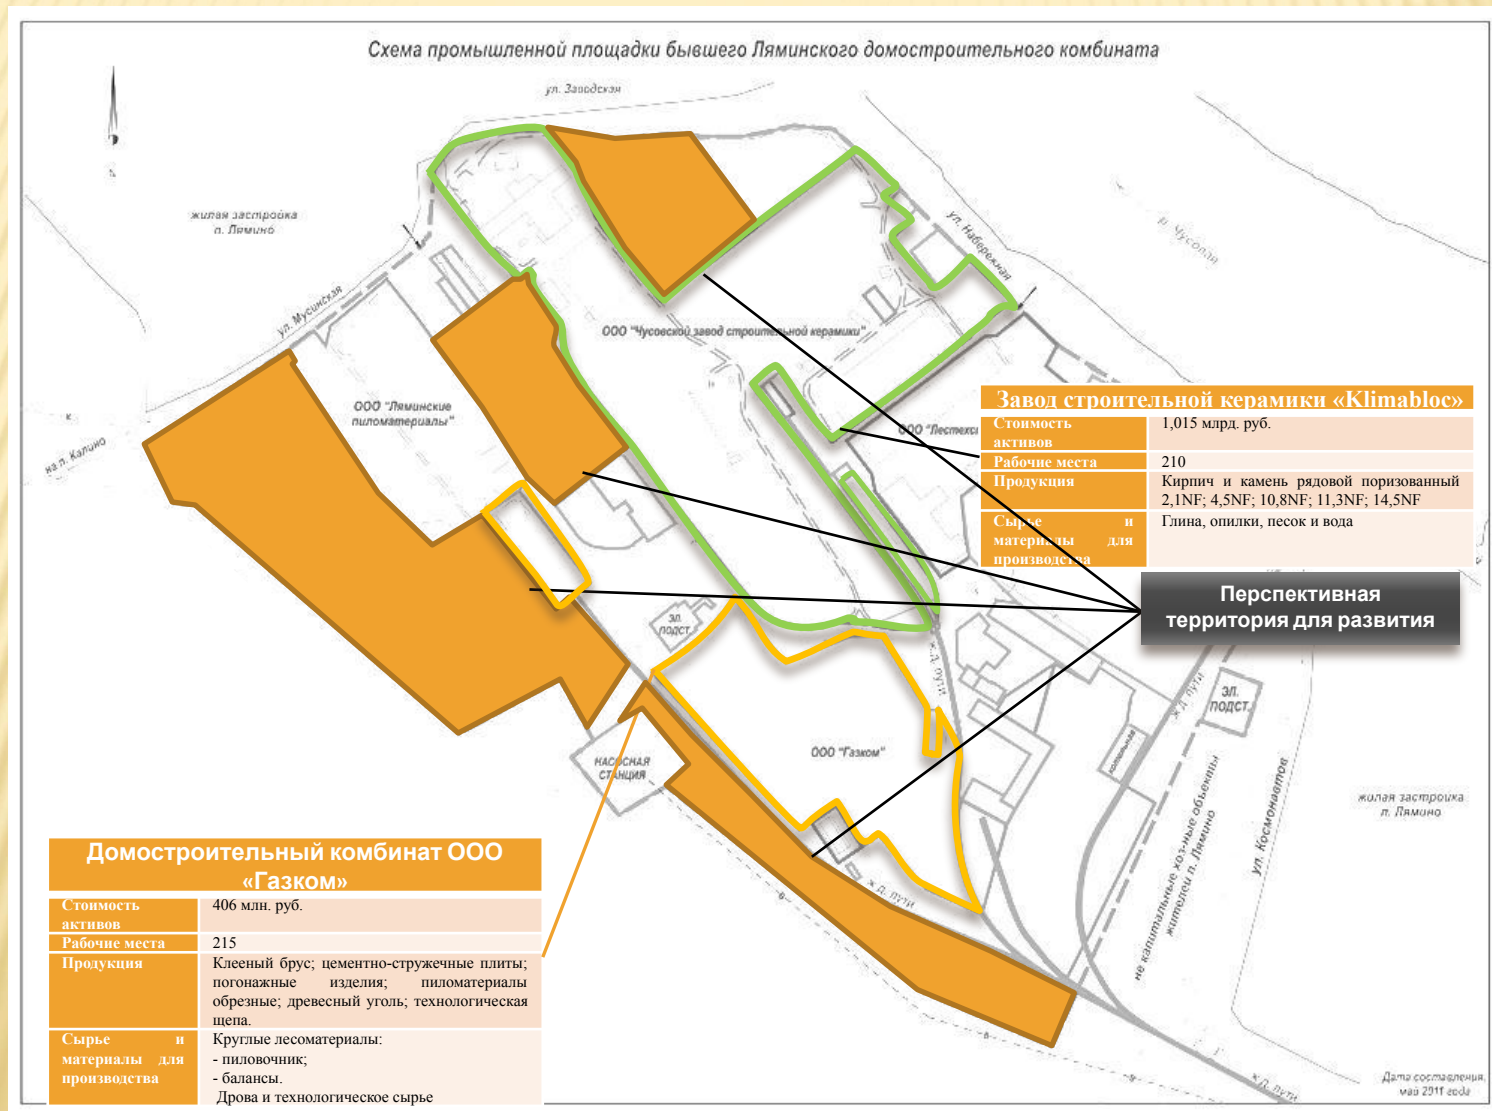 Схема промышленной площадки бывшего Ляминского домостроительного комбината
ул. Заводская
жилая застройка
п. Лямино
ул. Набережная
р. Чусовая
ул. Мусинская
ООО "Чусовской завод строительной керамики"
ООО "Ляминские
пиломатериалы"
на п. Калино
ООО "Лестехс
Завод строительной керамики «Klimabloc»
Стоимость
активов
1,015 млрд. руб.
Рабочие места
210
Продукция
Кирпич и камень рядовой поризованный
2,1NF; 4,5NF; 10,8NF; 11,3NF; 14,5NF
Сырье и
материалы для
производства
Глина, опилки, песок и вода
Перспективная
территория для развития
ЭЛ.
ПОДСТ.
ж.д. пути
ж.д. пути
ЭЛ.
ПОДСТ.
ООО "Газком"
котельная
НАСОСНАЯ
СТАНЦИЯ
не капитальные хоз-ные объекты
жителей п. Лямино
ул. Космонавтов
жилая застройка
п. Лямино
ж.д. пути
Домостроительный комбинат ООО
«Газком»
Стоимость
активов
406 млн. руб.
Рабочие места
215
Продукция
Клееный брус; цементно-стружечные плиты;
погонажные изделия; пиломатериалы
обрезные; древесный уголь; технологическая
щепа.
Сырье и
материалы для
производства
Круглые лесоматериалы:
- пиловочник;
- балансы.
Дрова и технологическое сырье
ж.д. пути
Дата составления,
май 2011 года